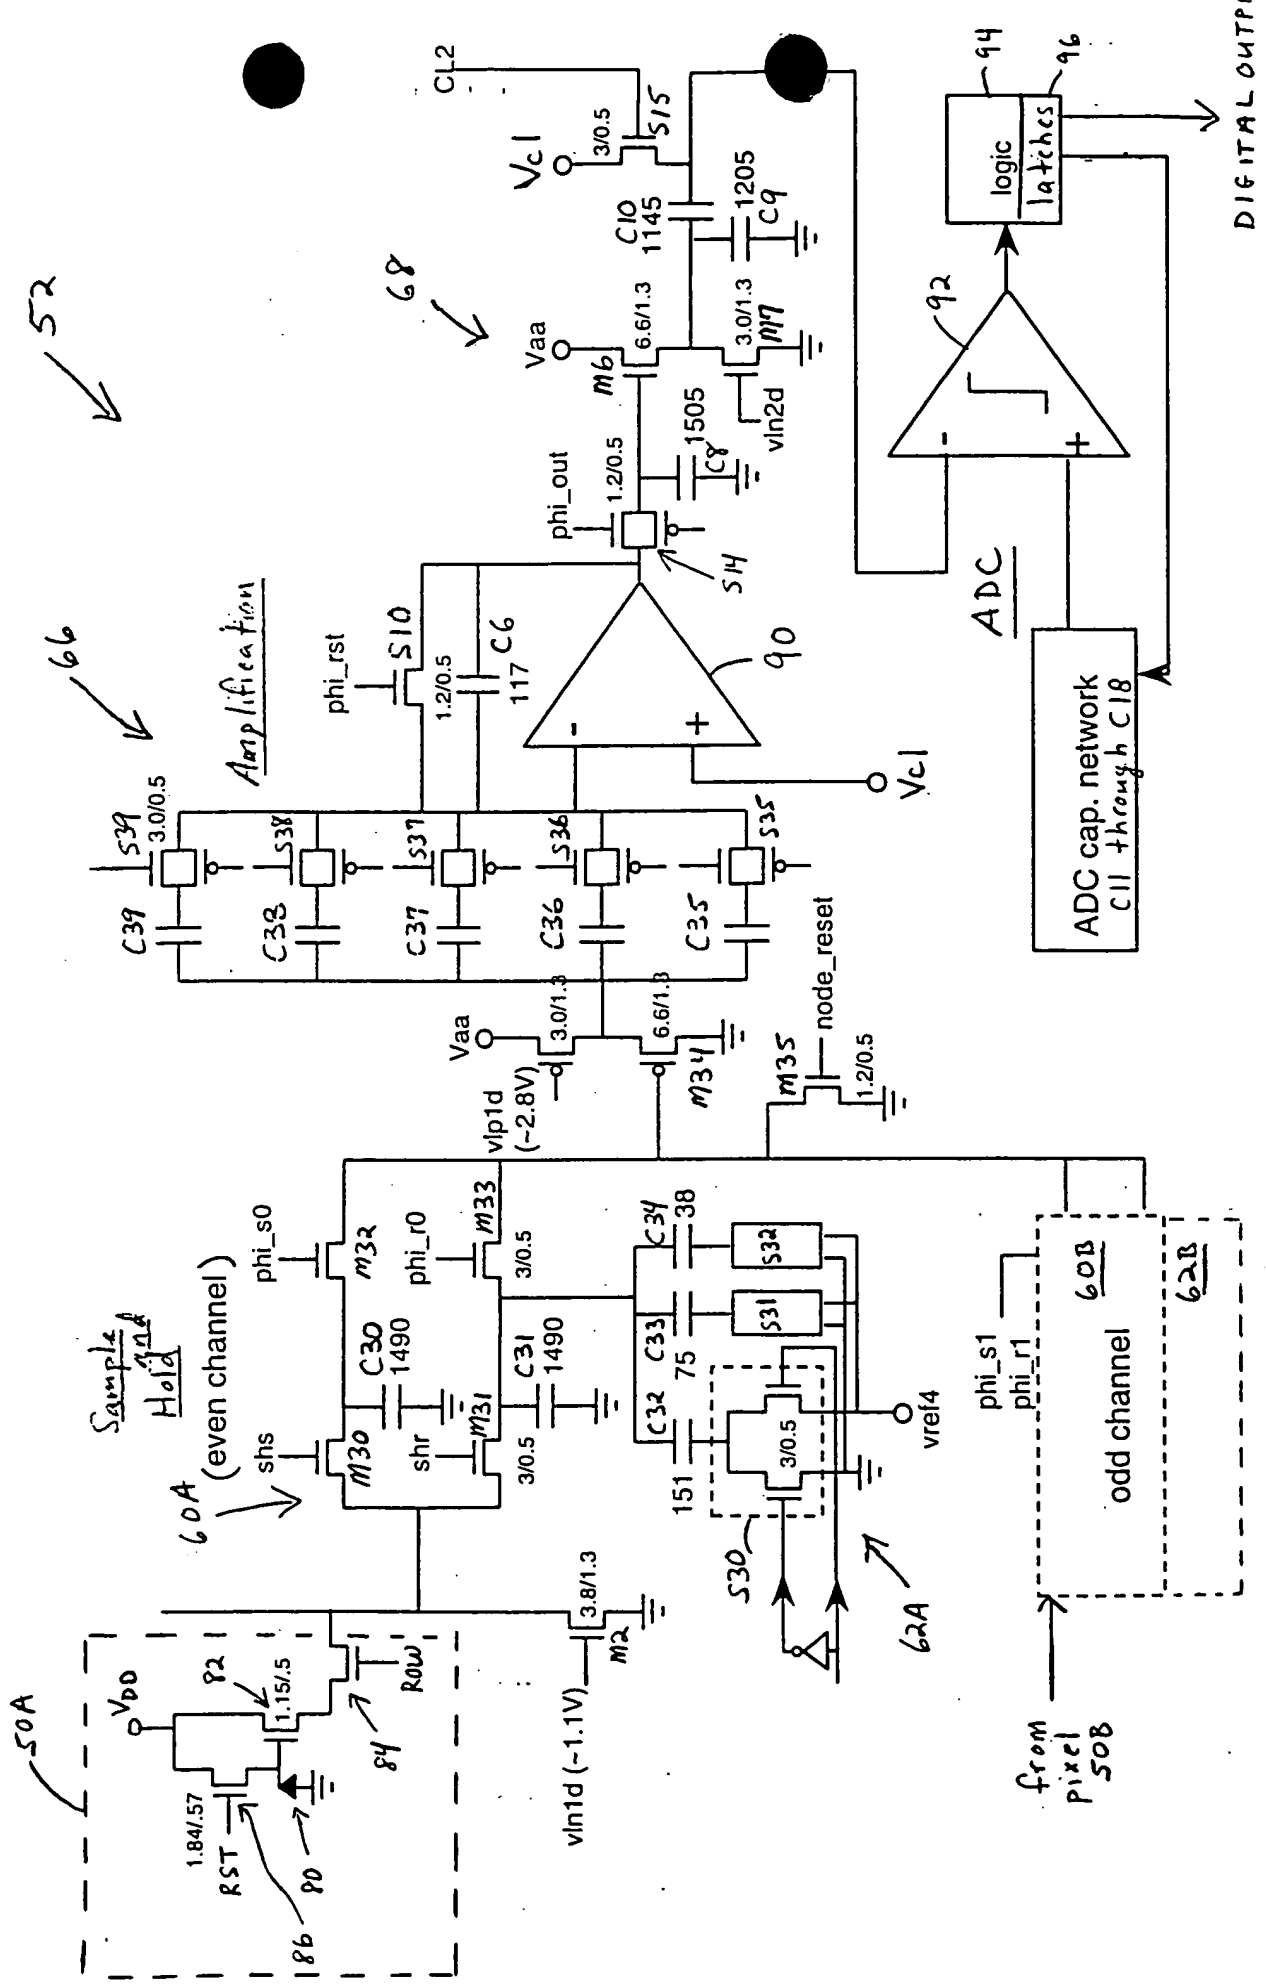 50A
VDD
82
1.15/.5
1.84/.57
RST
86
80
84
ROW
vln1d (~1.1V)
3.8/1.3
M2
Sample
and
Hold
60A
(even channel)
shs
M30
C30
1490
phi_s0
M32
shr
M31
3/0.5
C31
1490
phi_r0
M33
3/0.5
C32
151
C33
75
C34
38
S30
3/0.5
S31
S32
62A
vref4
from
pixel
50B
phi_s1
phi_r1
odd channel
60B
62B
vlp1d
(~2.8V)
Vaa
3.0/1.3
6.6/1.3
M34
M35
node_reset
1.2/0.5
66
Amplification
C39
S39
3.0/0.5
C38
S38
C37
S37
C36
S36
C35
S35
phi_rst
S10
1.2/0.5
C6
117
-
+
90
Vcl
phi_out
1.2/0.5
S14
1505
C8
52
68
Vaa
M6
6.6/1.3
3.0/1.3
M7
vln2d
C10
1145
1205
C9
Vcl
3/0.5
S15
CL2
ADC
ADC cap. network
C11 through C18
-
+
92
logic
latches
94
96
DIGITAL OUTP